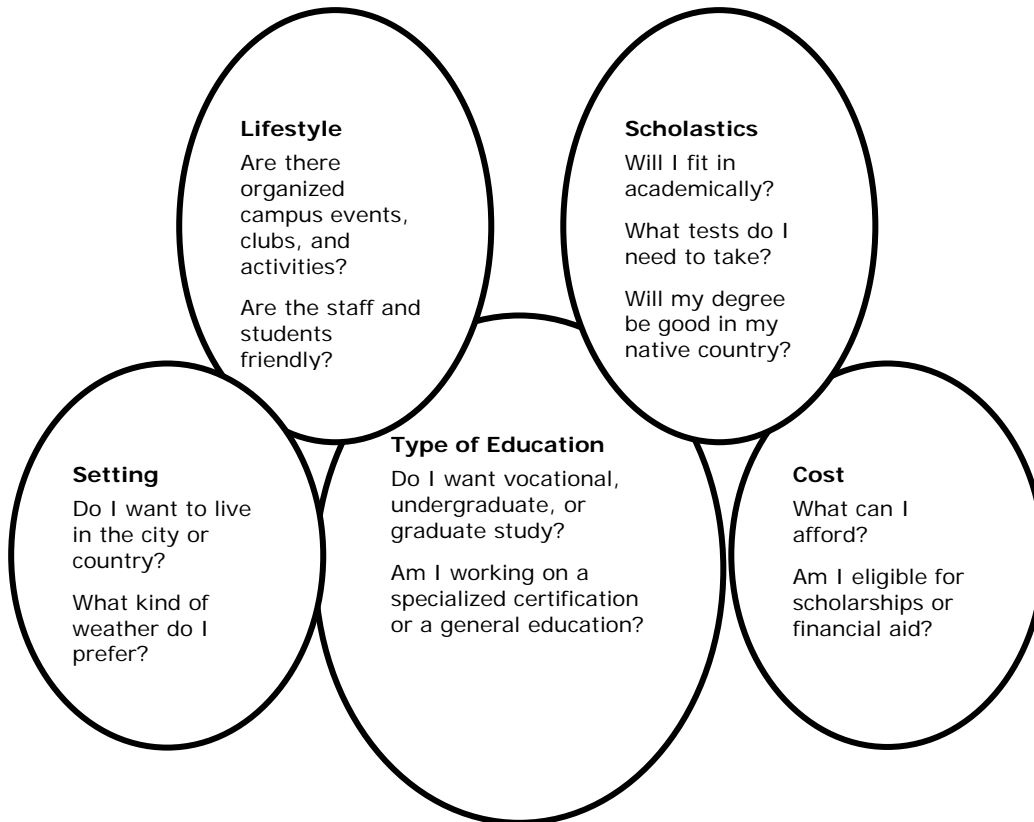 Lifestyle
Are there
organized
campus events,
clubs, and
activities?
Are the staff and
students
friendly?
Scholastics
Will I fit in
academically?
What tests do I
need to take?
Will my degree
be good in my
native country?
Setting
Do I want to live
in the city or
country?
What kind of
weather do I
prefer?
Type of Education
Do I want vocational,
undergraduate, or
graduate study?
Am I working on a
specialized certification
or a general education?
Cost
What can I
afford?
Am I eligible for
scholarships or
financial aid?